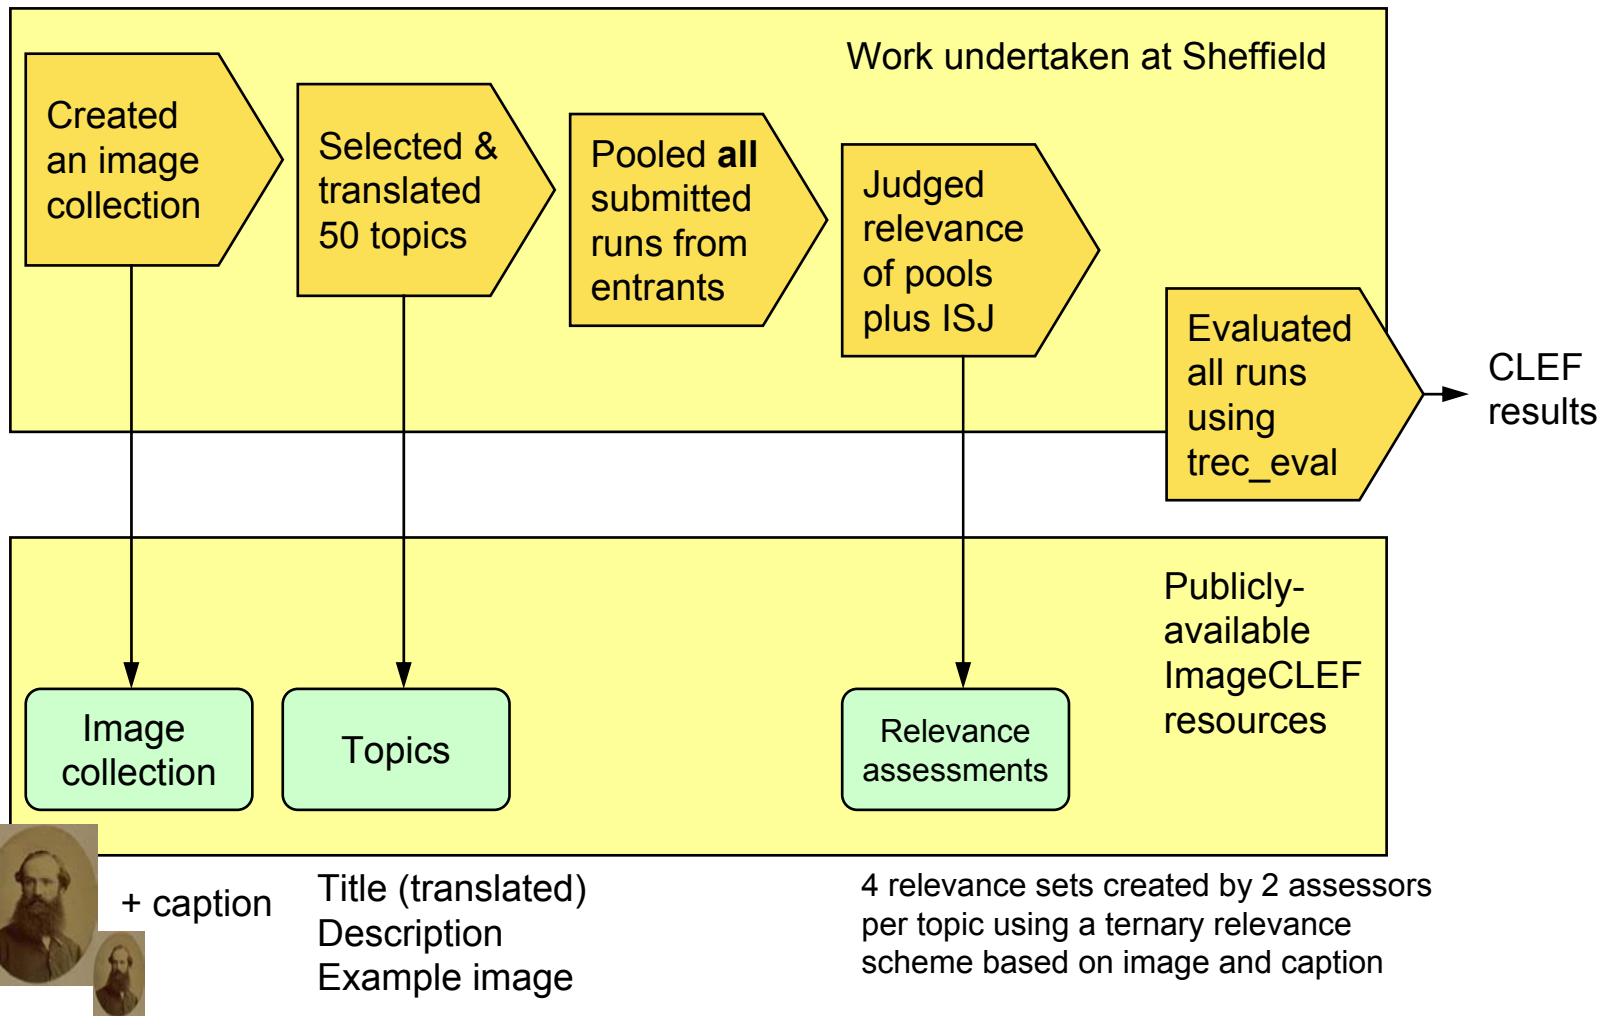 Work undertaken at Sheffield
Created
an image
collection
Selected &
translated
50 topics
Pooled all
submitted
runs from
entrants
Judged
relevance
of pools
plus ISJ
Evaluated
all runs
using
trec_eval
CLEF
results
Publicly-
available
ImageCLEF
resources
Image
collection
Topics
Relevance
assessments
+ caption
Title (translated)
Description
Example image
4 relevance sets created by 2 assessors
per topic using a ternary relevance
scheme based on image and caption